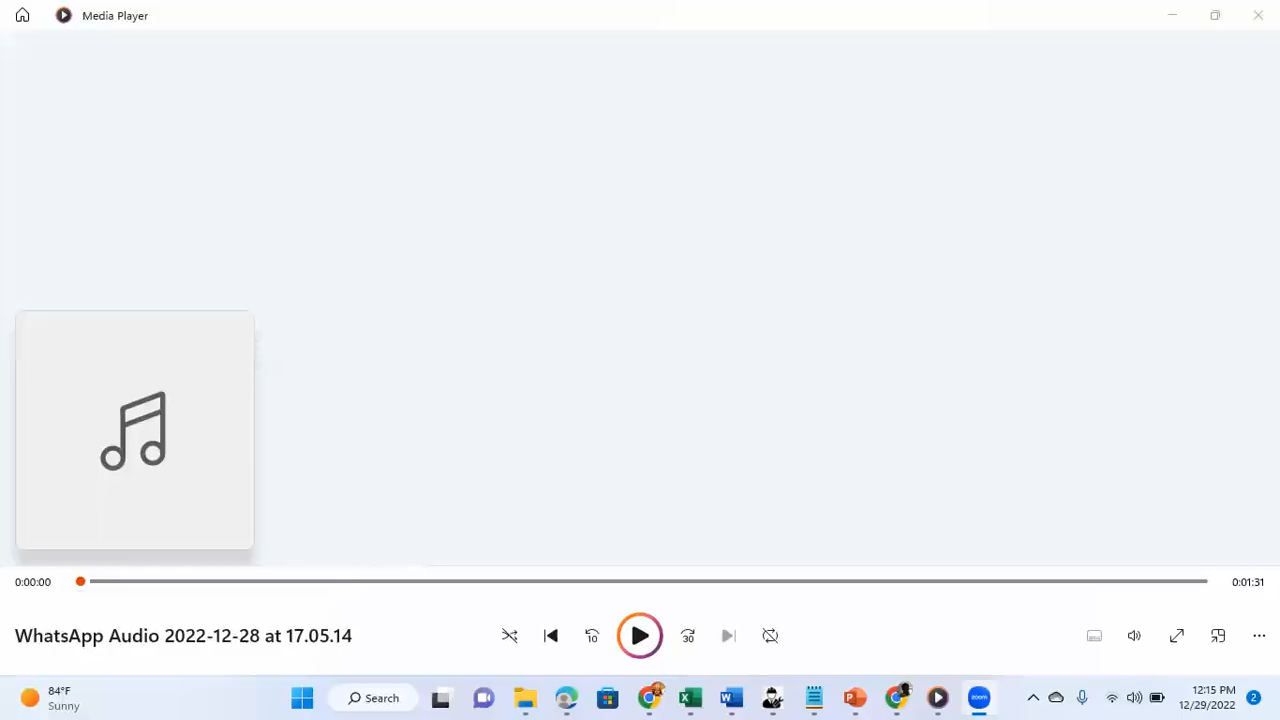 Media Player
0:00:00
0:01:31
WhatsApp Audio 2022-12-28 at 17.05.14
10
30
84°F
Sunny
Search
zoom
12:15 PM
12/29/2022
2